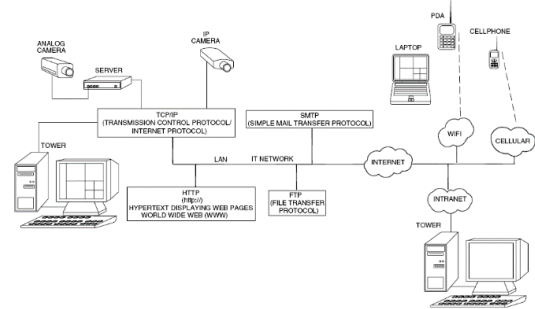 PDA
CELLPHONE
IP
CAMERA
ANALOG
CAMERA
LAPTOP
SERVER
TCP/IP
(TRANSMISSION CONTROL PROTOCOL/
INTERNET PROTOCOL)
SMTP
(SIMPLE MAIL TRANSFER PROTOCOL)
WIFI
CELLULAR
TOWER
LAN
IT NETWORK
INTERNET
HTTP
(http://)
HYPERTEXT DISPLAYING WEB PAGES
WORLD WIDE WEB (WWW)
FTP
(FILE TRANSFER
PROTOCOL)
INTRANET
TOWER